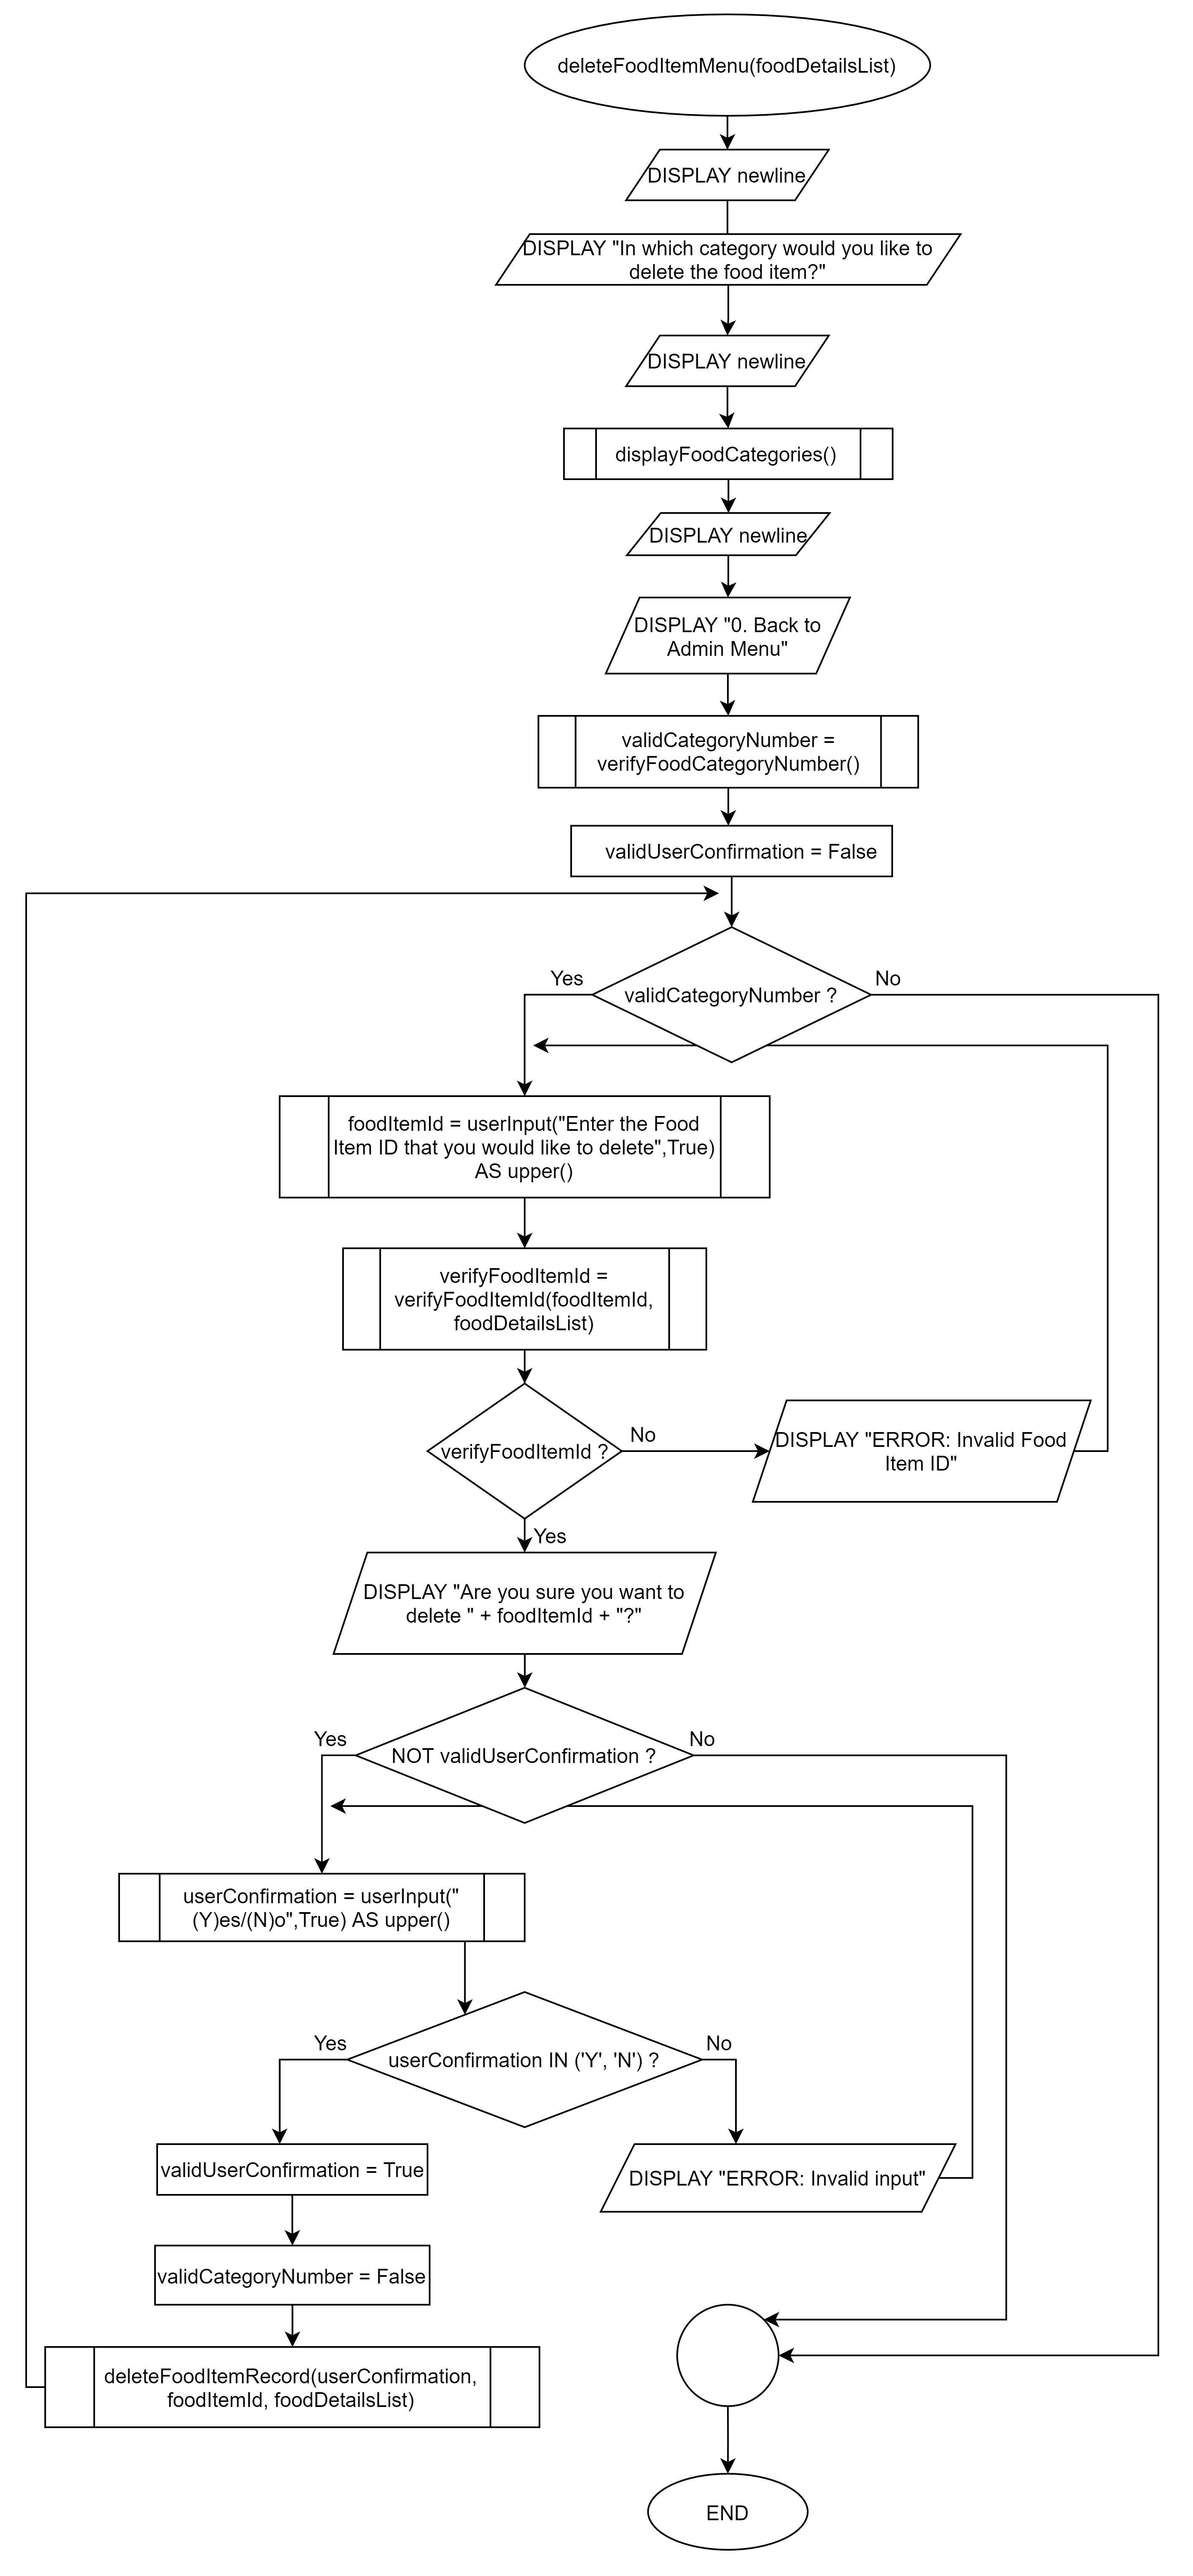 deleteFoodItemMenu(foodDetailsList)
DISPLAY newline
DISPLAY "In which category would you like to
delete the food item?"
DISPLAY newline
displayFoodCategories()
DISPLAY newline
DISPLAY "0. Back to
Admin Menu"
validCategoryNumber =
verifyFoodCategoryNumber()
validUserConfirmation = False
Yes
No
validCategoryNumber ?
foodItemId = userInput("Enter the Food
Item ID that you would like to delete",True)
AS upper()
verifyFoodItemId =
verifyFoodItemId(foodItemId,
foodDetailsList)
verifyFoodItemId ?
No
DISPLAY "ERROR: Invalid Food
Item ID"
Yes
DISPLAY "Are you sure you want to
delete " + foodItemId + "?"
Yes
No
NOT validUserConfirmation ?
userConfirmation = userInput("
(Y)es/(N)o",True) AS upper()
Yes
No
userConfirmation IN ('Y', 'N') ?
validUserConfirmation = True
DISPLAY "ERROR: Invalid input"
validCategoryNumber = False
deleteFoodItemRecord(userConfirmation,
foodItemId, foodDetailsList)
END